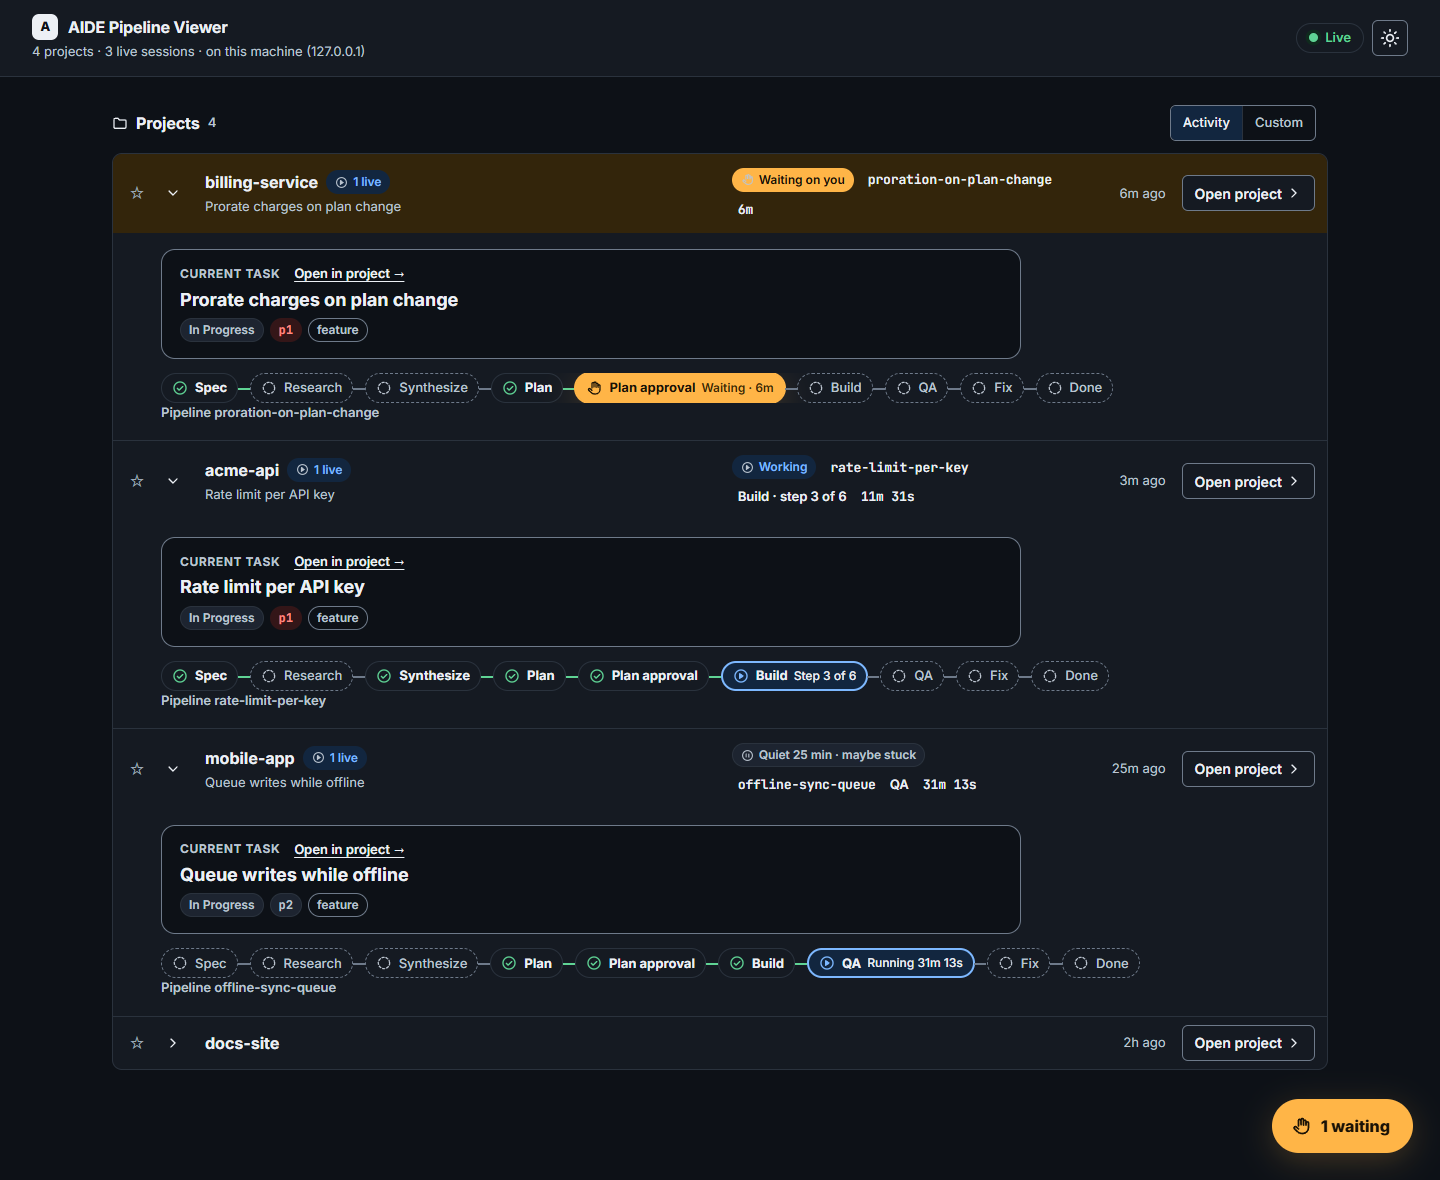 A AIDE Pipeline Viewer
4 projects · 3 live sessions · on this machine (127.0.0.1)
Live
Projects 4
Activity Custom
billing-service 1 live
Prorate charges on plan change
Waiting on you proration-on-plan-change
6m
6m ago
Open project
CURRENT TASK Open in project →
Prorate charges on plan change
In Progress p1 feature
Spec Research Synthesize Plan Plan approval Waiting · 6m Build QA Fix Done
Pipeline proration-on-plan-change
acme-api 1 live
Rate limit per API key
Working rate-limit-per-key
Build · step 3 of 6 11m 31s
3m ago
Open project
CURRENT TASK Open in project →
Rate limit per API key
In Progress p1 feature
Spec Research Synthesize Plan Plan approval Build Step 3 of 6 QA Fix Done
Pipeline rate-limit-per-key
mobile-app 1 live
Queue writes while offline
Quiet 25 min · maybe stuck
offline-sync-queue QA 31m 13s
25m ago
Open project
CURRENT TASK Open in project →
Queue writes while offline
In Progress p2 feature
Spec Research Synthesize Plan Plan approval Build QA Running 31m 13s Fix Done
Pipeline offline-sync-queue
docs-site
2h ago
Open project
1 waiting